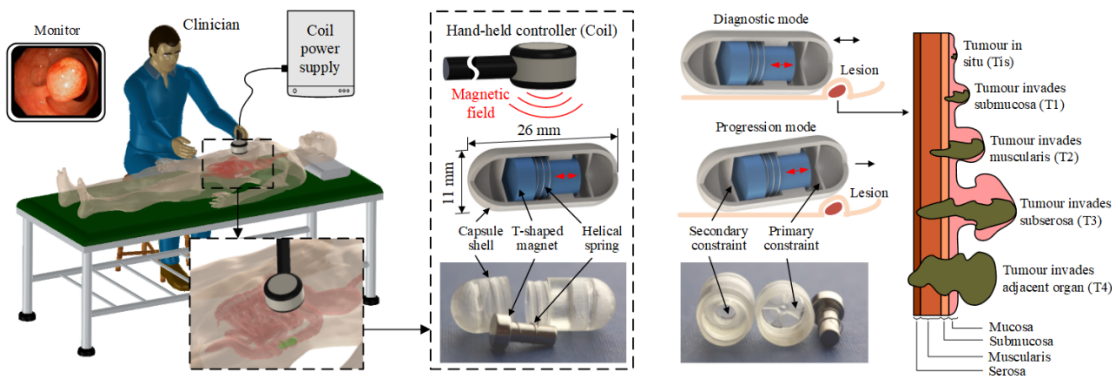 Monitor
Clinician
Coil
power
supply
Hand-held controller (Coil)
Magnetic
field
26 mm
11 mm
Capsule
shell
T-shaped
magnet
Helical
spring
Diagnostic mode
Lesion
Progression mode
Lesion
Secondary
constraint
Primary
constraint
Tumour in
situ (Tis)
Tumour invades
submucosa (T1)
Tumour invades
muscularis (T2)
Tumour invades
subserosa (T3)
Tumour invades
adjacent organ (T4)
Mucosa
Submucosa
Muscularis
Serosa